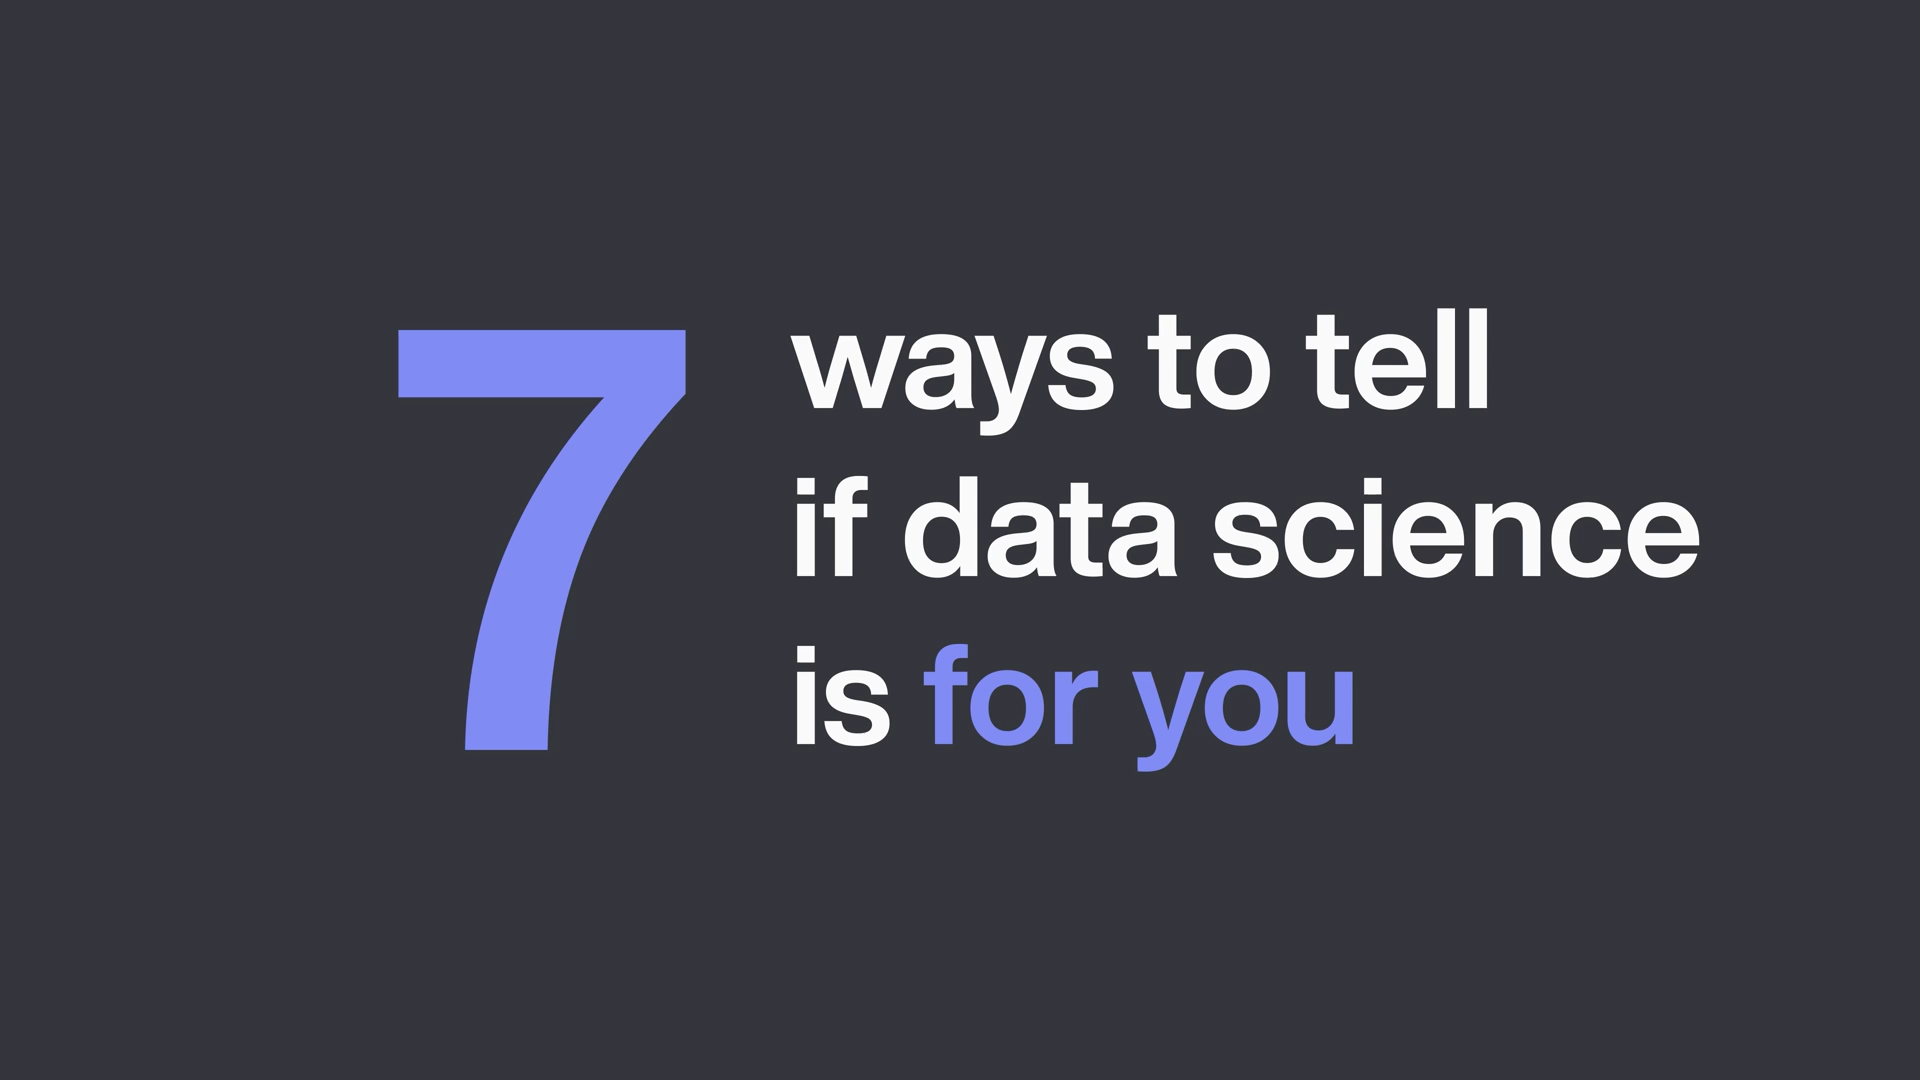 7
ways to tell
if data science
is for you